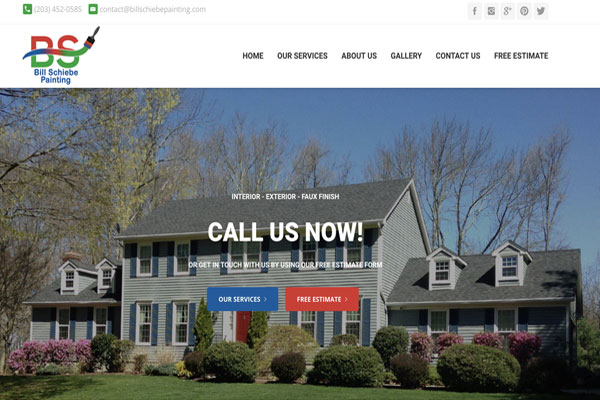 (203) 452-0585 contact@billschiebepainting.com
BS
Bill Schiebe
Painting
HOME OUR SERVICES ABOUT US GALLERY CONTACT US FREE ESTIMATE
INTERIOR - EXTERIOR - FAUX FINISH
CALL US NOW!
OR GET IN TOUCH WITH US BY USING OUR FREE ESTIMATE FORM
OUR SERVICES > FREE ESTIMATE >